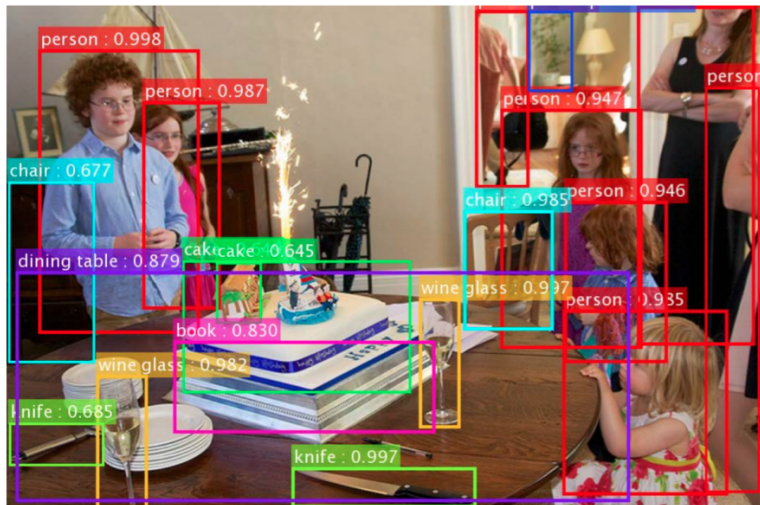 person : 0.998
person : 0.987
person
person : 0.947
chair : 0.677
chair : 0.985
person : 0.946
cake
cake : 0.645
dining table : 0.879
wine glass : 0.997
person : 0.985
book : 0.830
wine glass : 0.982
knife : 0.685
knife : 0.997